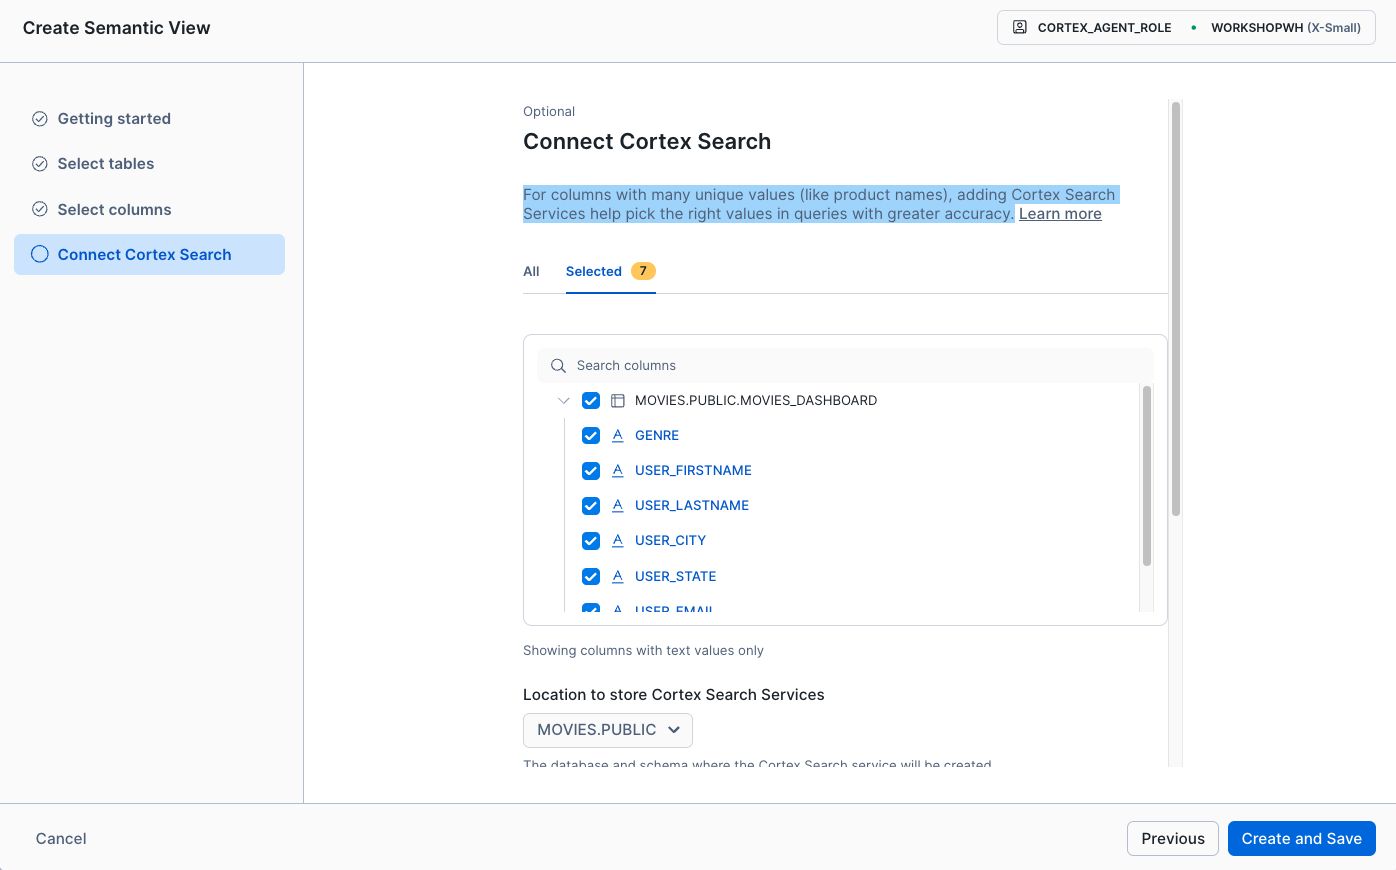 Create Semantic View
CORTEX_AGENT_ROLE
WORKSHOPWH (X-Small)
Getting started
Select tables
Select columns
Connect Cortex Search
Optional
Connect Cortex Search
For columns with many unique values (like product names), adding Cortex Search
Services help pick the right values in queries with greater accuracy. Learn more
All
Selected 7
Search columns
MOVIES.PUBLIC.MOVIES_DASHBOARD
A GENRE
A USER_FIRSTNAME
A USER_LASTNAME
A USER_CITY
A USER_STATE
A USER_EMAIL
Showing columns with text values only
Location to store Cortex Search Services
MOVIES.PUBLIC
The database and schema where the Cortex Search service will be created
Cancel
Previous
Create and Save